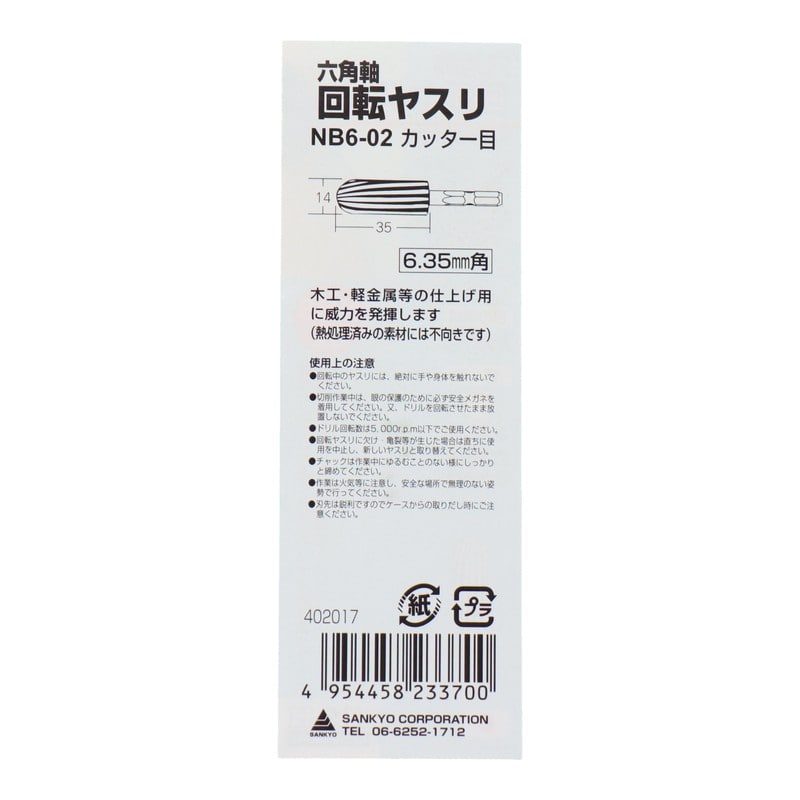 六角軸
回転ヤスリ
NB6-02 カッター目
14
35
6.35mm角
木工・軽金属等の仕上げ用
に威力を発揮します
(熱処理済みの素材には不向きです)
使用上の注意
●回転中のヤスリには、絶対に手や身体を触れないで
ください。
●切削作業中は、眼の保護のために必ず安全メガネを
着用してください。又、ドリルを回転させたまま放
置しないでください。
●ドリル回転数は5,000r.p.m以下でご使用ください。
●回転ヤスリに欠け・亀裂等が生じた場合は直ちに使
用を中止し、新しいヤスリと取り替えてください。
●チャックは作業中にゆるむことのない様にしっかり
と締めてください。
●作業は火気等に注意し、安全な場所で無理のない姿
勢で行ってください。
●刃先は鋭利ですのでケースからの取りだし時にご注
意ください。
402017
紙
プラ
4 954458 233700
SANKYO
SANKYO CORPORATION
TEL 06-6252-1712